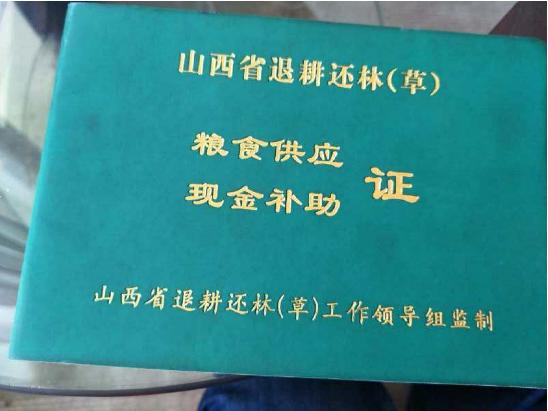 山西省退耕还林(草)
粮食供应
现金补助
证
山西省退耕还林(草)工作领导组监制